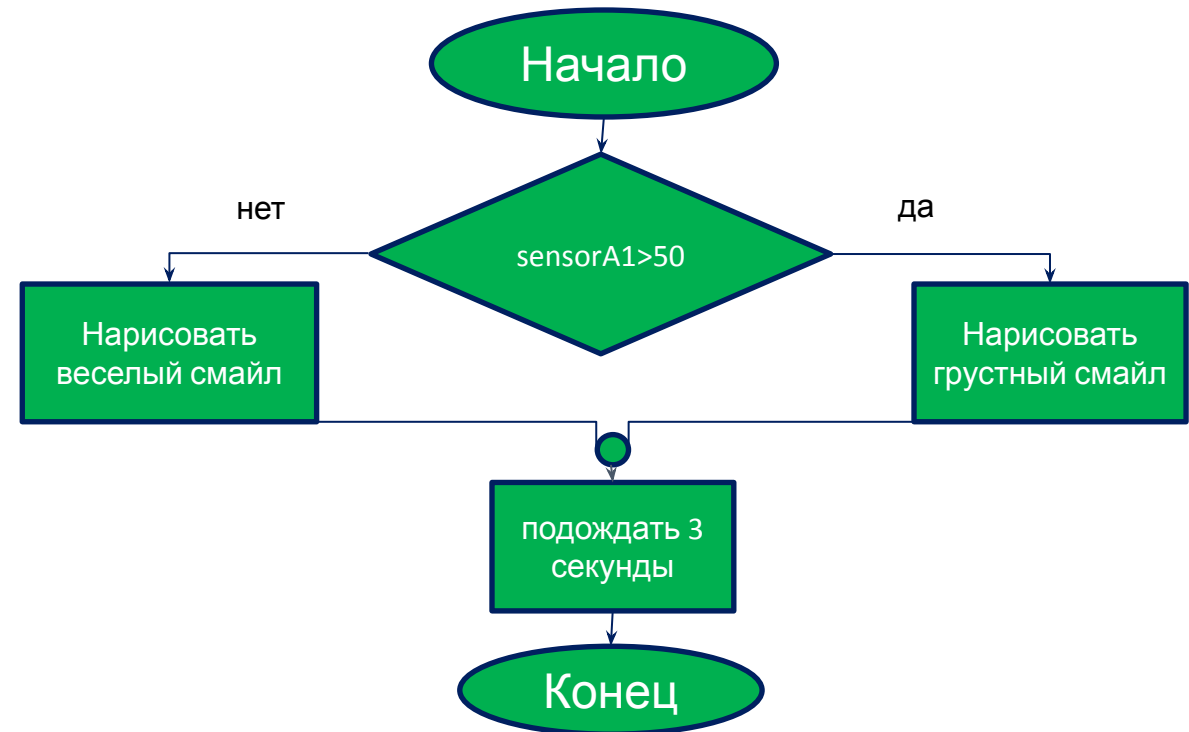 Начало
нет
да
sensorA1>50
Нарисовать
веселый смайл
Нарисовать
грустный смайл
подождать 3
секунды
Конец